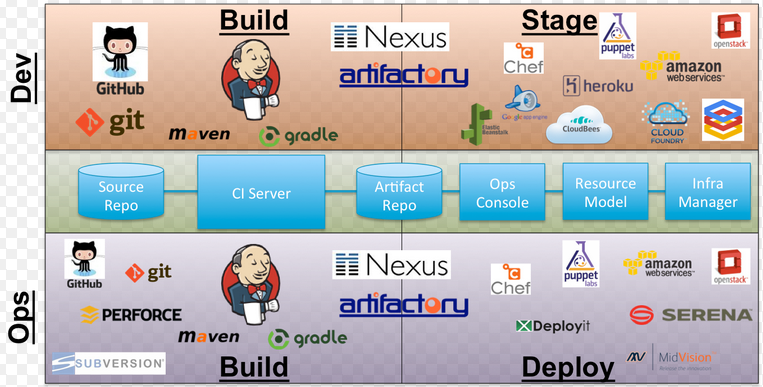 Dev
Build
Stage
GitHub
Nexus
artifactory
git
maven
gradle
Chef
puppet
labs
openstack
heroku
amazon
webservices
Google app engine
Elastic
Beanstalk
CloudBees
CLOUD
FOUNDRY
Source
Repo
CI Server
Artifact
Repo
Ops
Console
Resource
Model
Infra
Manager
Ops
GitHub
git
Nexus
artifactory
PERFORCE
maven
gradle
SUBVERSION
Chef
puppet
labs
amazon
webservices
openstack
Deployit
SERENA
MidVision
Build
Deploy